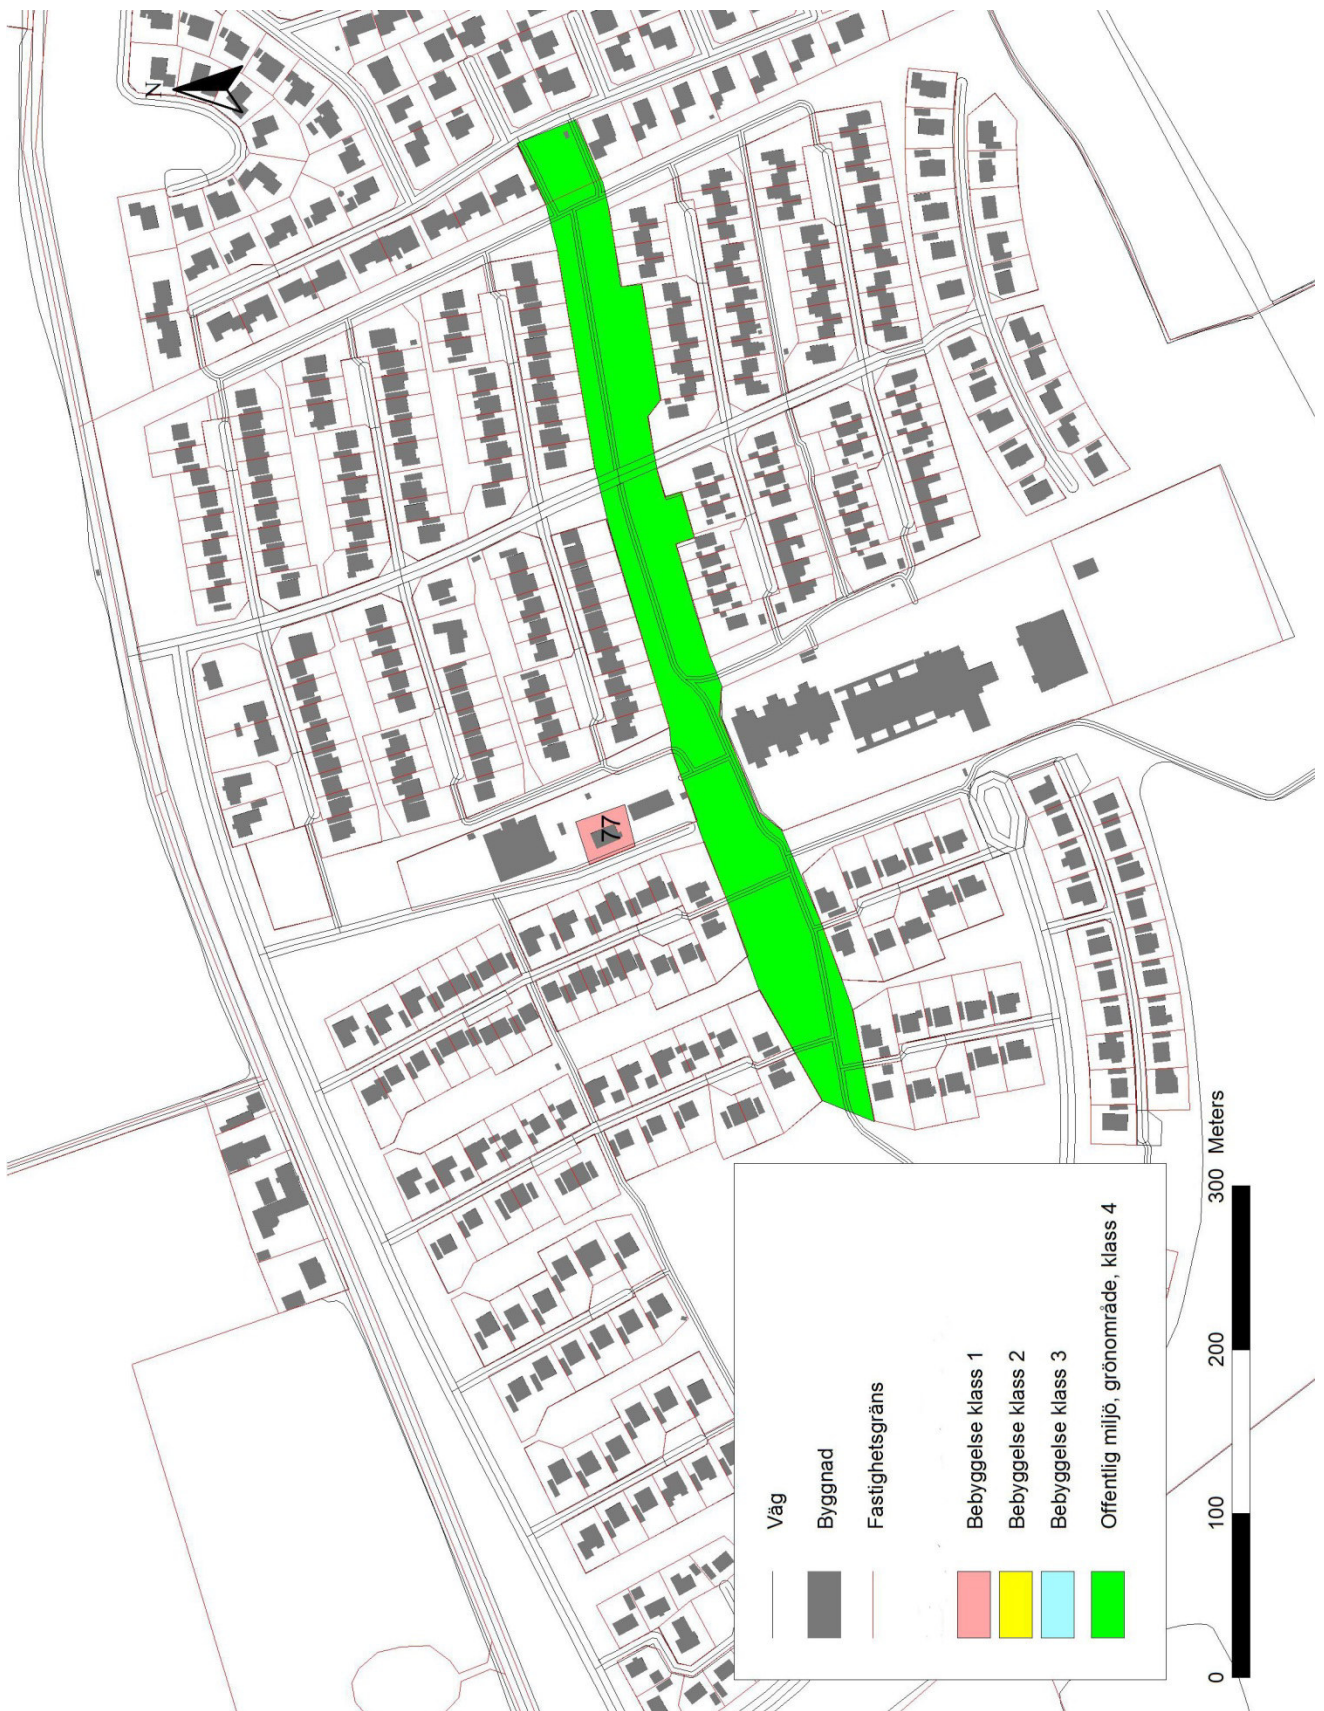 N
77
Väg
Byggnad
Fastighetsgräns
Bebyggelse klass 1
Bebyggelse klass 2
Bebyggelse klass 3
Offentlig miljö, grönområde, klass 4
0 100 200 300 Meters